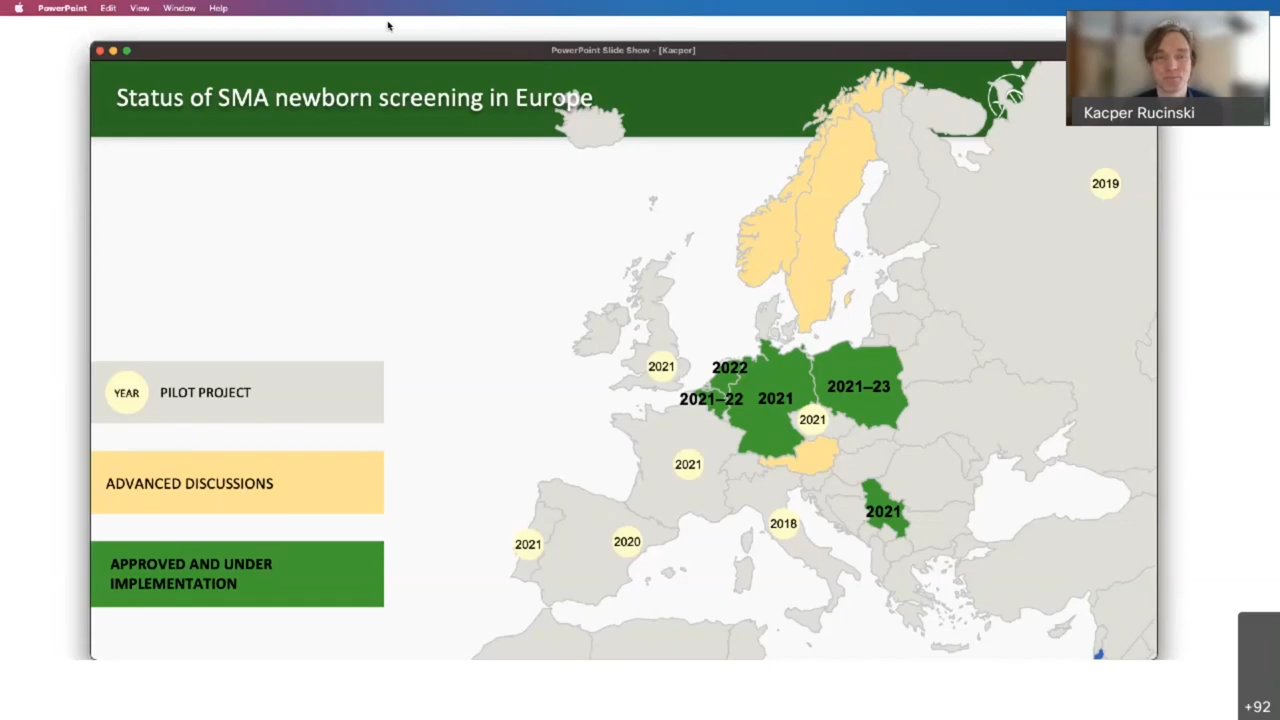 PowerPoint Edit View Window Help
PowerPoint Slide Show - [Kacper]
Status of SMA newborn screening in Europe
Kacper Rucinski
2019
2021
2022
2021–22
2021
2021–23
2021
2021
2021
2018
2021
2020
YEAR PILOT PROJECT
ADVANCED DISCUSSIONS
APPROVED AND UNDER
IMPLEMENTATION
+92